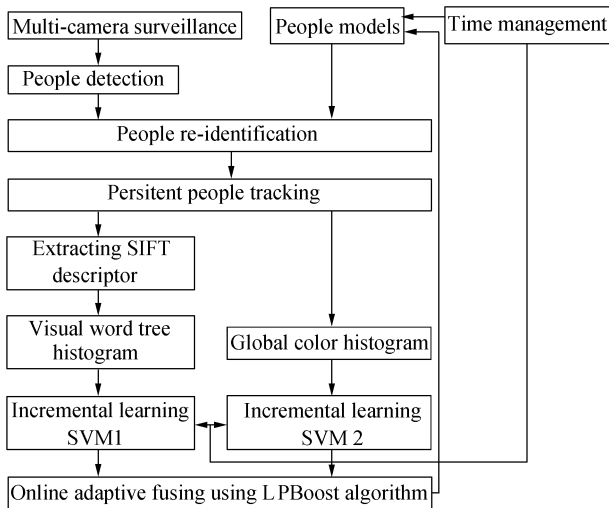 Multi-camera surveillance
People models
Time management
People detection
People re-identification
Persitent people tracking
Extracting SIFT
descriptor
Visual word tree
histogram
Global color histogram
Incremental learning
SVM1
Incremental learning
SVM 2
Online adaptive fusing using LPBoost algorithm